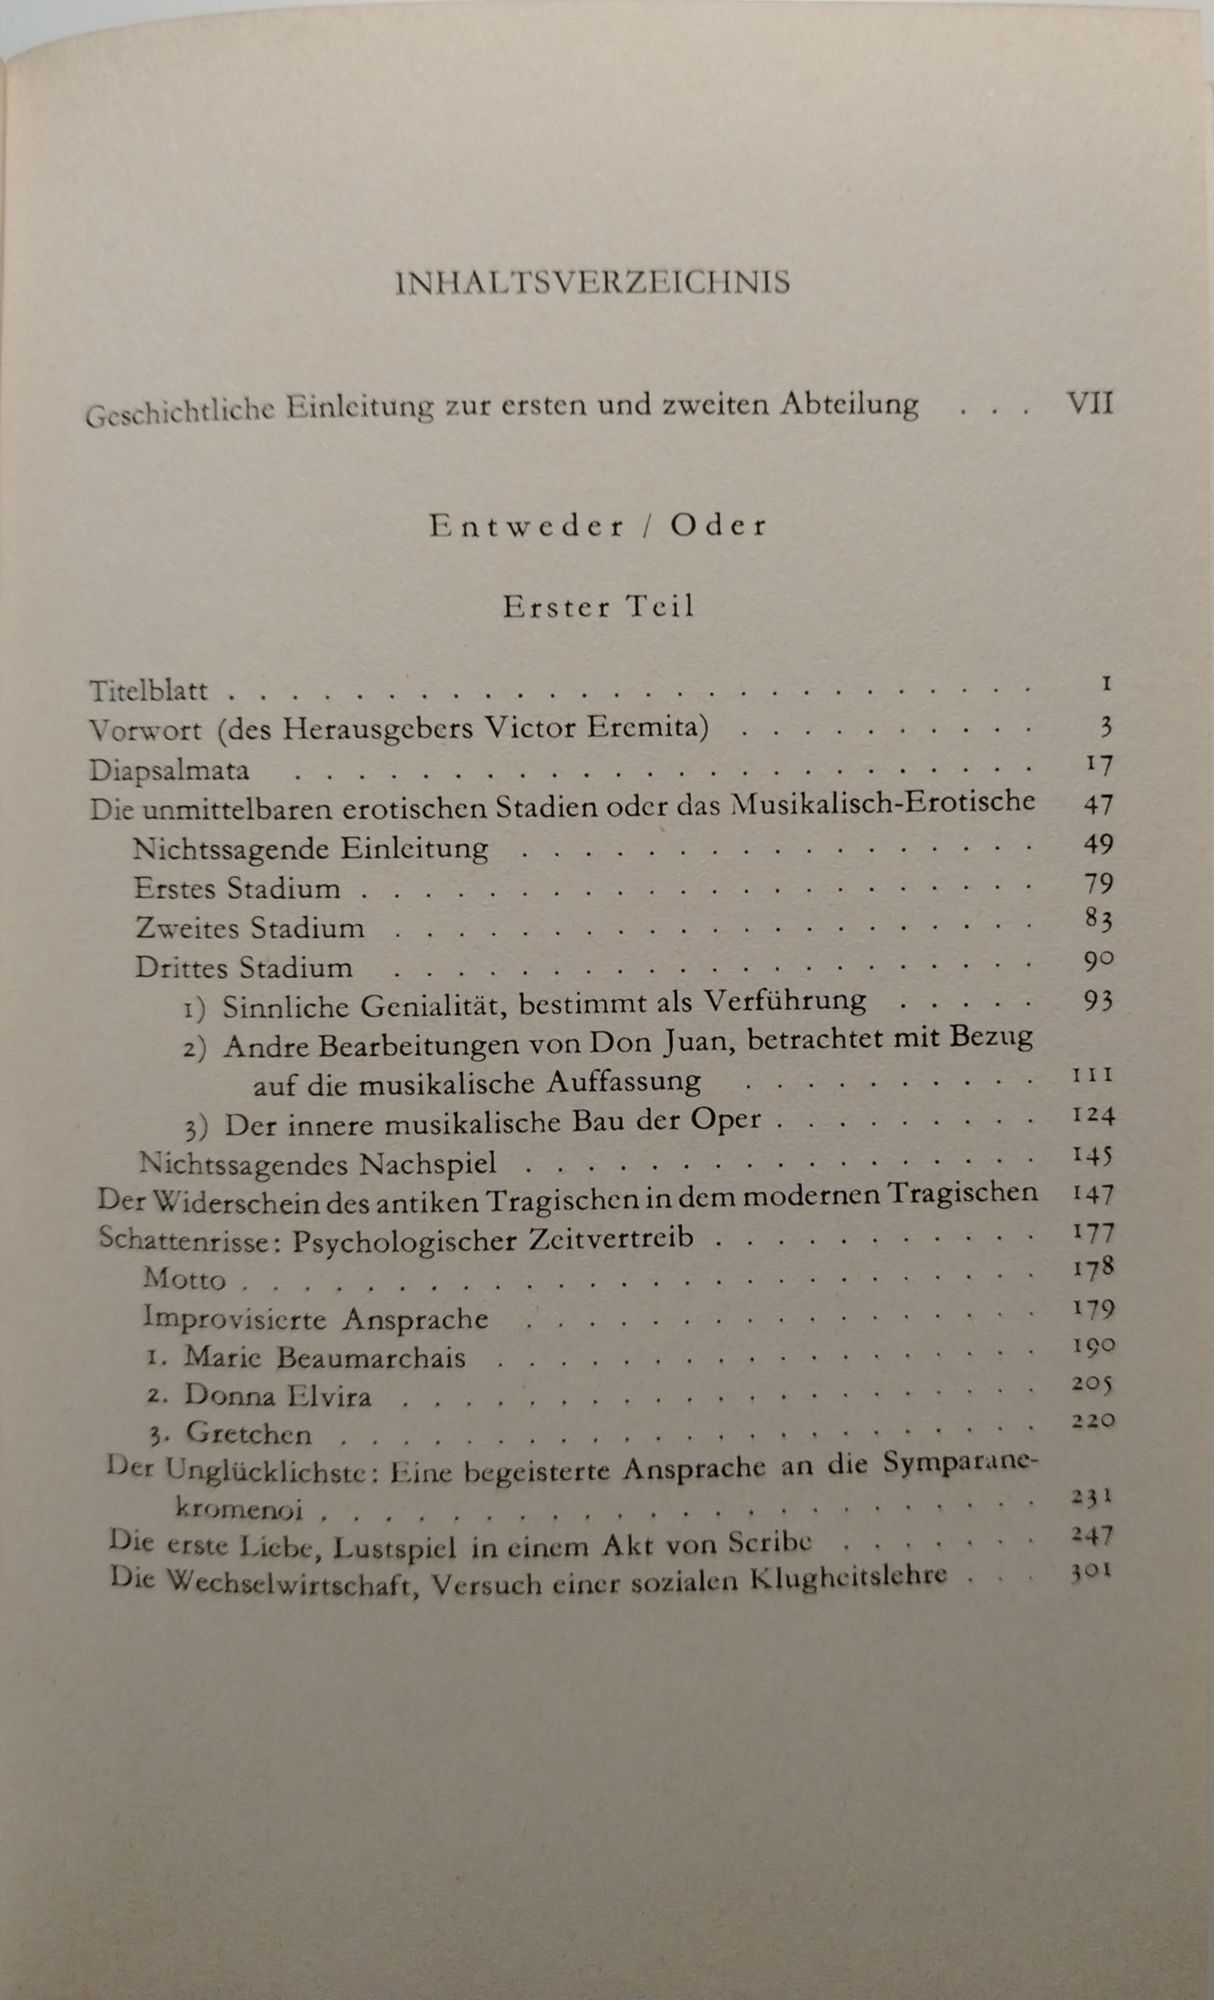 INHALTSVERZEICHNIS
Geschichtliche Einleitung zur ersten und zweiten Abteilung . . . VII
Entweder / Oder
Erster Teil
Titelblatt . . . . . . . . . . . . . . . . . . . . . . . . . . 1
Vorwort (des Herausgebers Victor Eremita) . . . . . . . . . . 3
Diapsalmata . . . . . . . . . . . . . . . . . . . . . . . . 17
Die unmittelbaren erotischen Stadien oder das Musikalisch-Erotische 47
Nichtssagende Einleitung . . . . . . . . . . . . . . . . . 49
Erstes Stadium . . . . . . . . . . . . . . . . . . . . . . 79
Zweites Stadium . . . . . . . . . . . . . . . . . . . . . 83
Drittes Stadium . . . . . . . . . . . . . . . . . . . . . 90
1) Sinnliche Genialität, bestimmt als Verführung . . . . . 93
2) Andre Bearbeitungen von Don Juan, betrachtet mit Bezug
auf die musikalische Auffassung . . . . . . . . . . 111
3) Der innere musikalische Bau der Oper . . . . . . . . . 124
Nichtssagendes Nachspiel . . . . . . . . . . . . . . . . . 145
Der Widerschein des antiken Tragischen in dem modernen Tragischen 147
Schattenrisse: Psychologischer Zeitvertreib . . . . . . . . . . . 177
Motto . . . . . . . . . . . . . . . . . . . . . . . . . . 178
Improvisierte Ansprache . . . . . . . . . . . . . . . . . 179
1. Marie Beaumarchais . . . . . . . . . . . . . . . . . . 190
2. Donna Elvira . . . . . . . . . . . . . . . . . . . . . 205
3. Gretchen . . . . . . . . . . . . . . . . . . . . . . . 220
Der Unglücklichste: Eine begeisterte Ansprache an die Symparane-
kromenoi . . . . . . . . . . . . . . . . . . . . . . . 231
Die erste Liebe, Lustspiel in einem Akt von Scribe . . . . . . . 247
Die Wechselwirtschaft, Versuch einer sozialen Klugheitslehre . . . 301